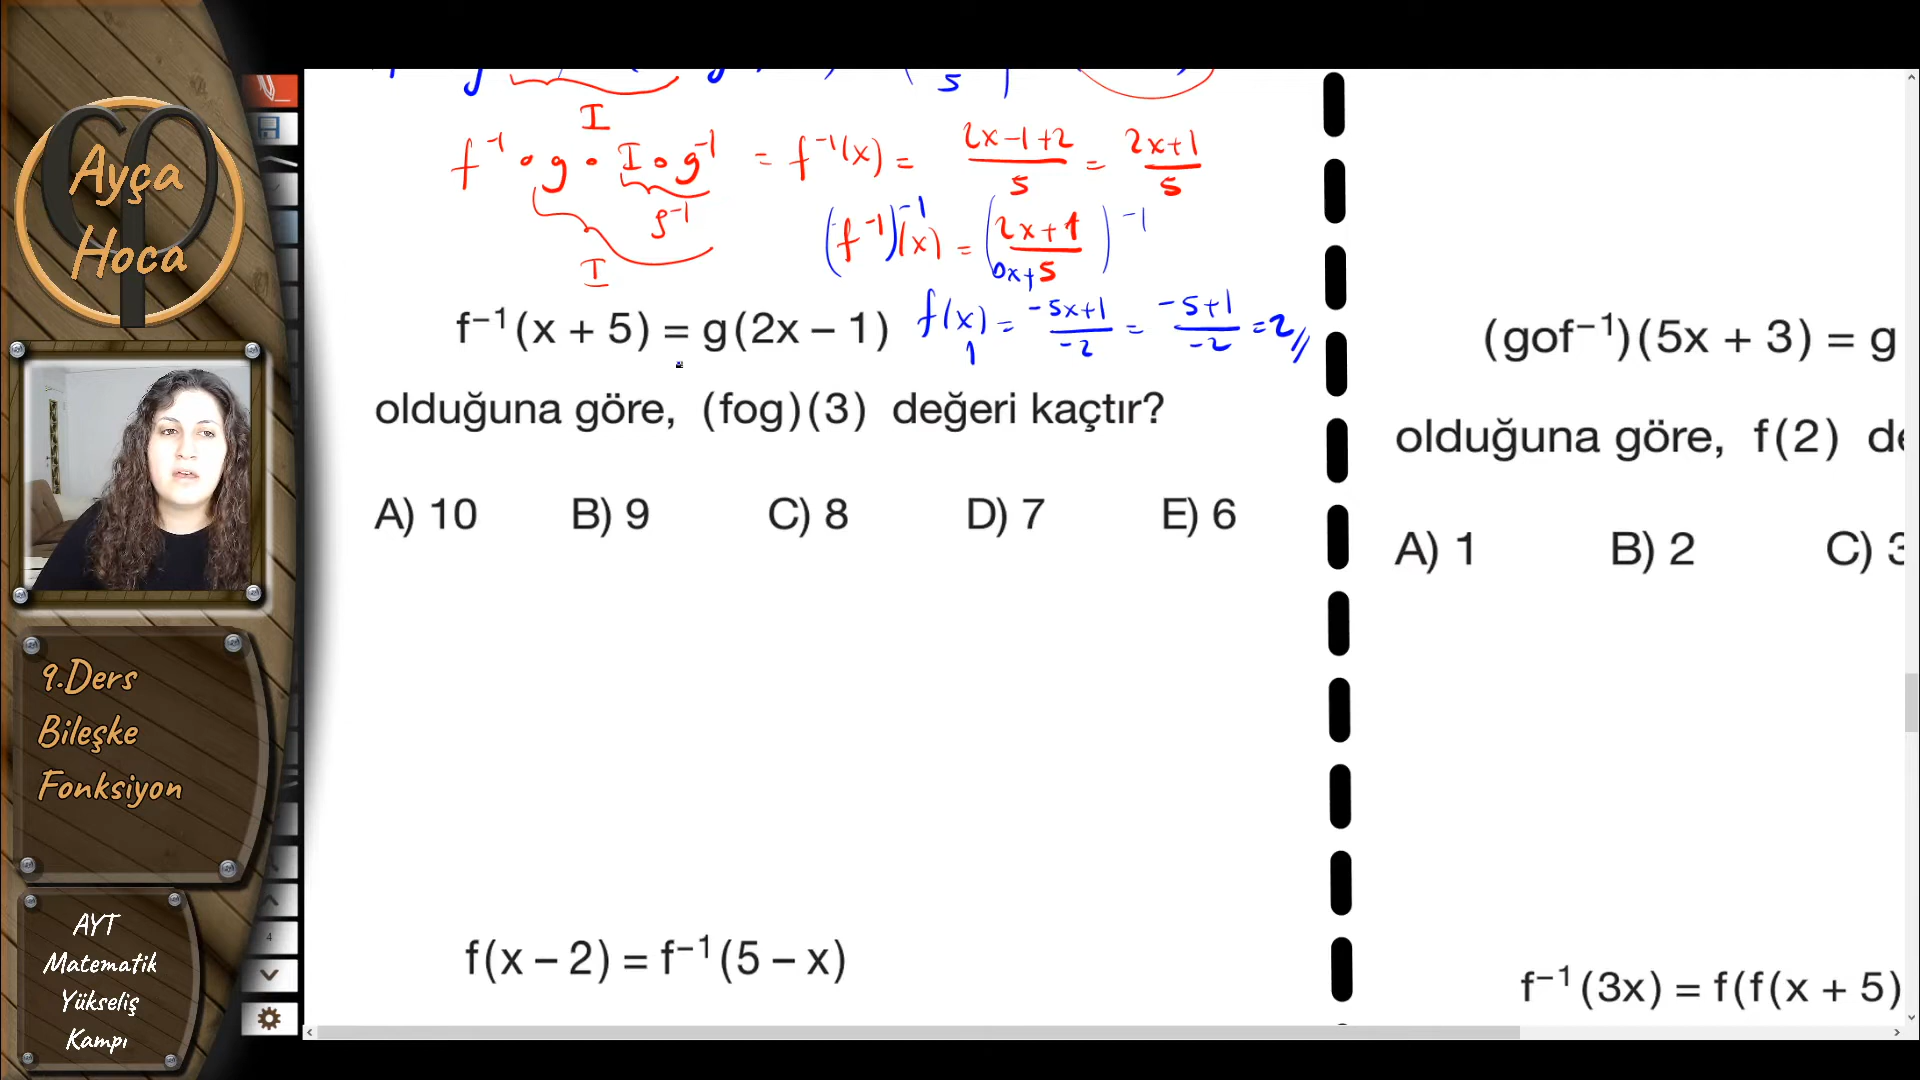 Ayça
Hoca
9.Ders
Bileşke
Fonksiyon
AYT
Matematik
Yükseliş
Kampı
4
5
I
f⁻¹ ∘ g ∘ I ∘ g⁻¹ = f⁻¹(x) = (2x-1+2)/5 = (2x+1)/5
g⁻¹
I
(f⁻¹)⁻¹(x) = ((2x+1)/(0x+5))⁻¹
f(x) = (-5x+1)/-2 = (-5+1)/-2 = 2//
1
f⁻¹(x + 5) = g(2x − 1)
olduğuna göre, (fog)(3) değeri kaçtır?
A) 10 B) 9 C) 8 D) 7 E) 6
f(x − 2) = f⁻¹(5 − x)
(gof⁻¹)(5x + 3) = g
olduğuna göre, f(2)
A) 1 B) 2 C) 3
f⁻¹(3x) = f(f(x + 5)